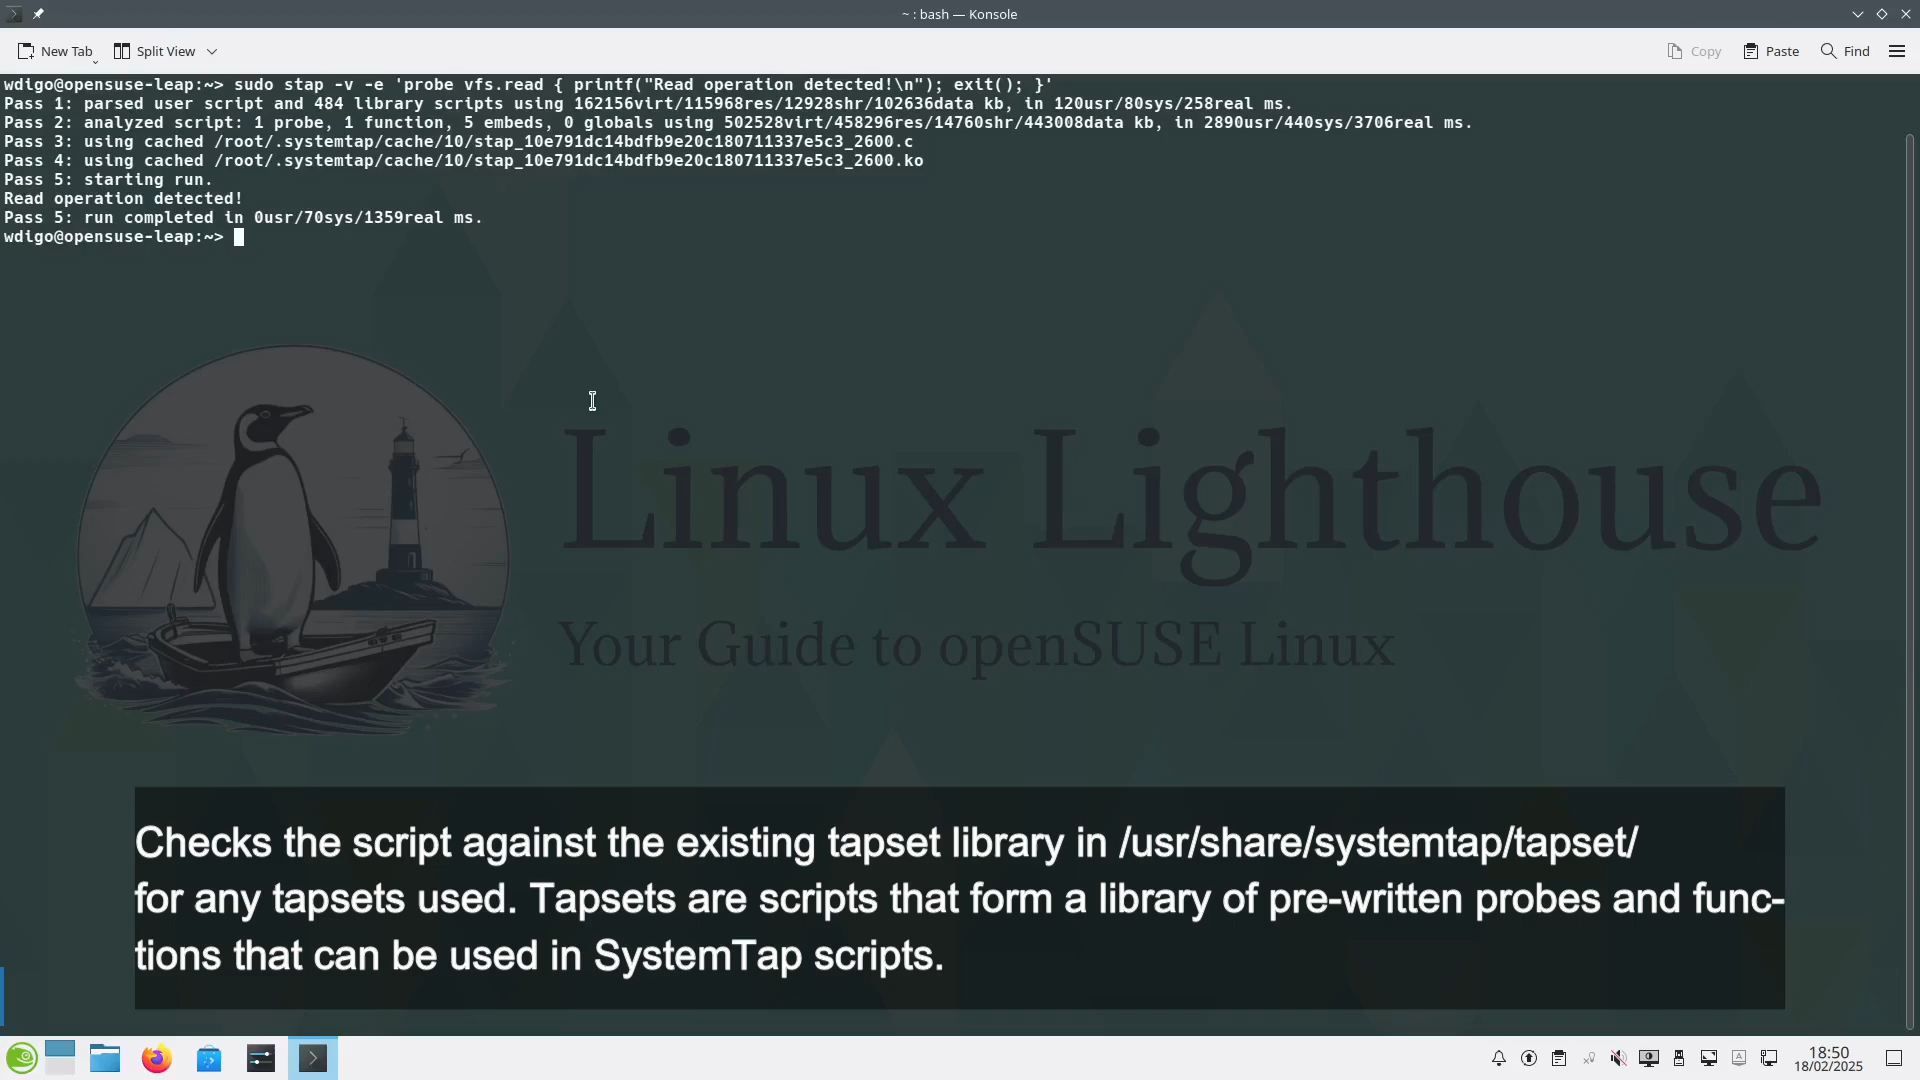 ~ : bash — Konsole
New Tab
Split View
Copy
Paste
Find
wdigo@opensuse-leap:~> sudo stap -v -e 'probe vfs.read { printf("Read operation detected!\n"); exit(); }'
Pass 1: parsed user script and 484 library scripts using 162156virt/115968res/12928shr/102636data kb, in 120usr/80sys/258real ms.
Pass 2: analyzed script: 1 probe, 1 function, 5 embeds, 0 globals using 502528virt/458296res/14760shr/443008data kb, in 2890usr/440sys/3706real ms.
Pass 3: using cached /root/.systemtap/cache/10/stap_10e791dc14bdfb9e20c180711337e5c3_2600.c
Pass 4: using cached /root/.systemtap/cache/10/stap_10e791dc14bdfb9e20c180711337e5c3_2600.ko
Pass 5: starting run.
Read operation detected!
Pass 5: run completed in 0usr/70sys/1359real ms.
wdigo@opensuse-leap:~>
Linux Lighthouse
Your Guide to openSUSE Linux
Checks the script against the existing tapset library in /usr/share/systemtap/tapset/
for any tapsets used. Tapsets are scripts that form a library of pre-written probes and func-
tions that can be used in SystemTap scripts.
18:50
18/02/2025